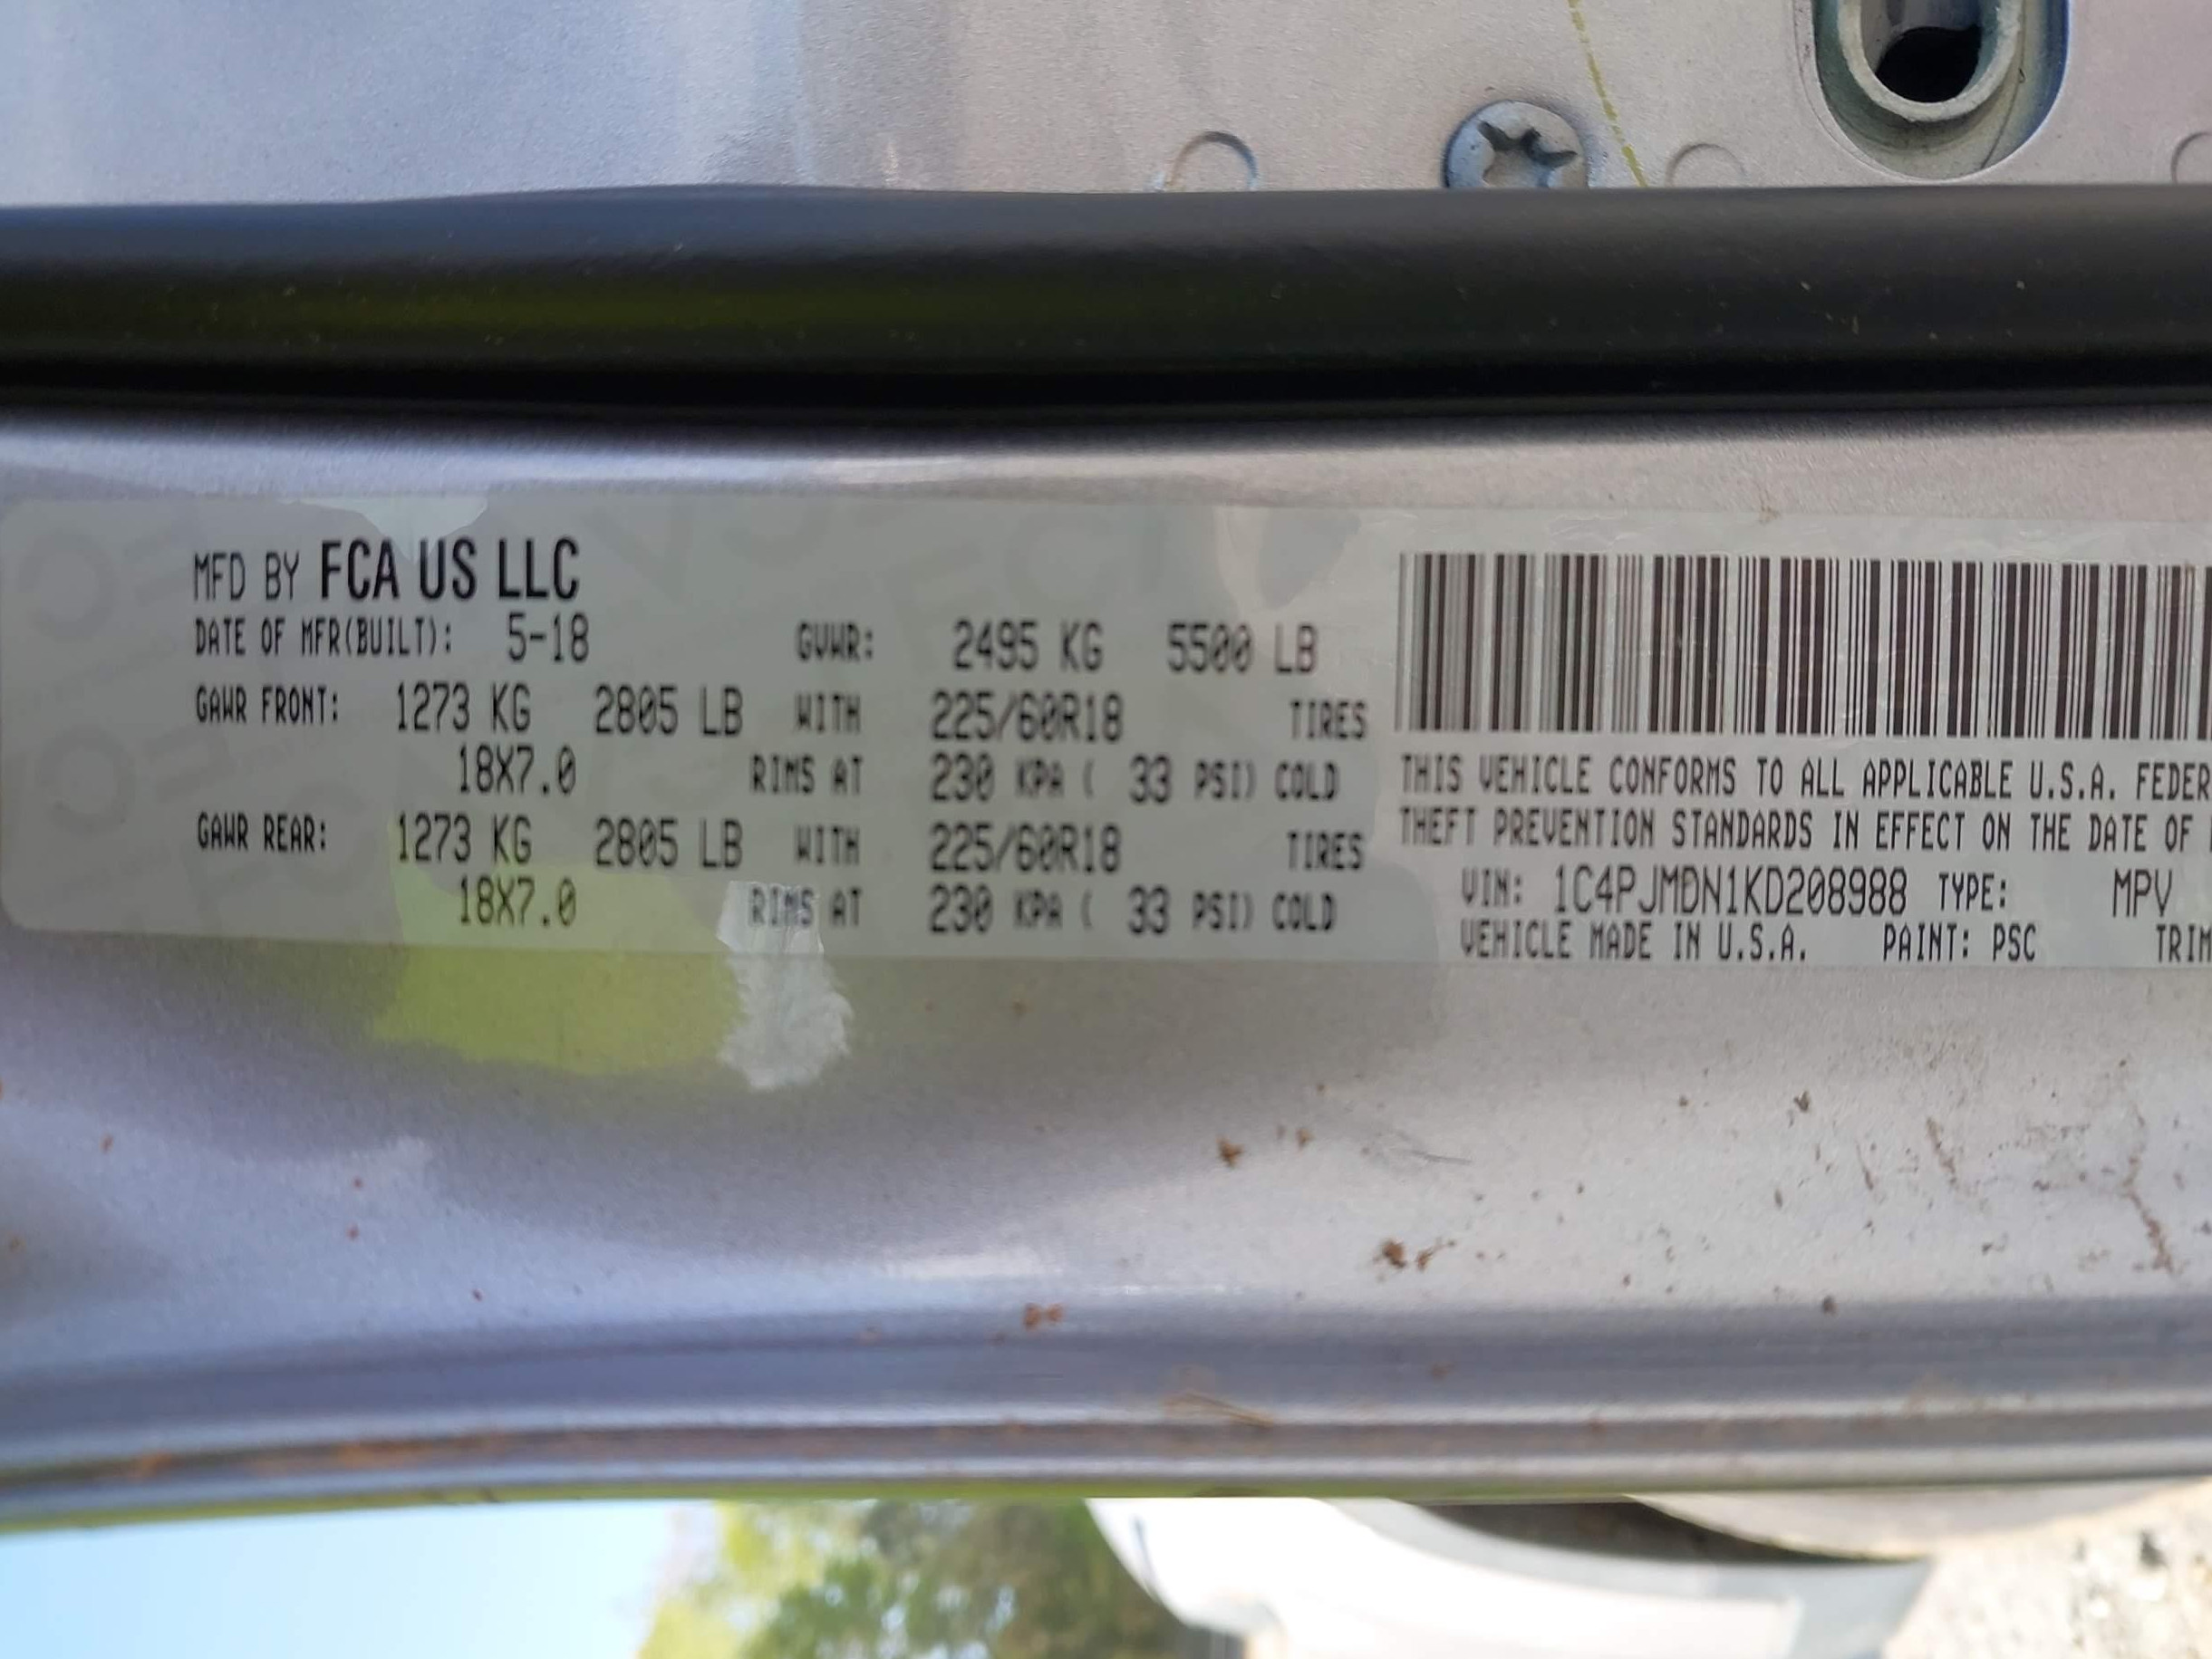 MFD BY FCA US LLC
DATE OF MFR(BUILT): 5-18 GVWR: 2495 KG 5500 LB
GAWR FRONT: 1273 KG 2805 LB WITH 225/60R18 TIRES
18X7.0 RIMS AT 230 KPA ( 33 PSI) COLD
GAWR REAR: 1273 KG 2805 LB WITH 225/60R18 TIRES
18X7.0 RIMS AT 230 KPA ( 33 PSI) COLD
THIS VEHICLE CONFORMS TO ALL APPLICABLE U.S.A. FEDER
THEFT PREVENTION STANDARDS IN EFFECT ON THE DATE OF
VIN: 1C4PJMDN1KD208988 TYPE: MPV
VEHICLE MADE IN U.S.A. PAINT: PSC TRIM